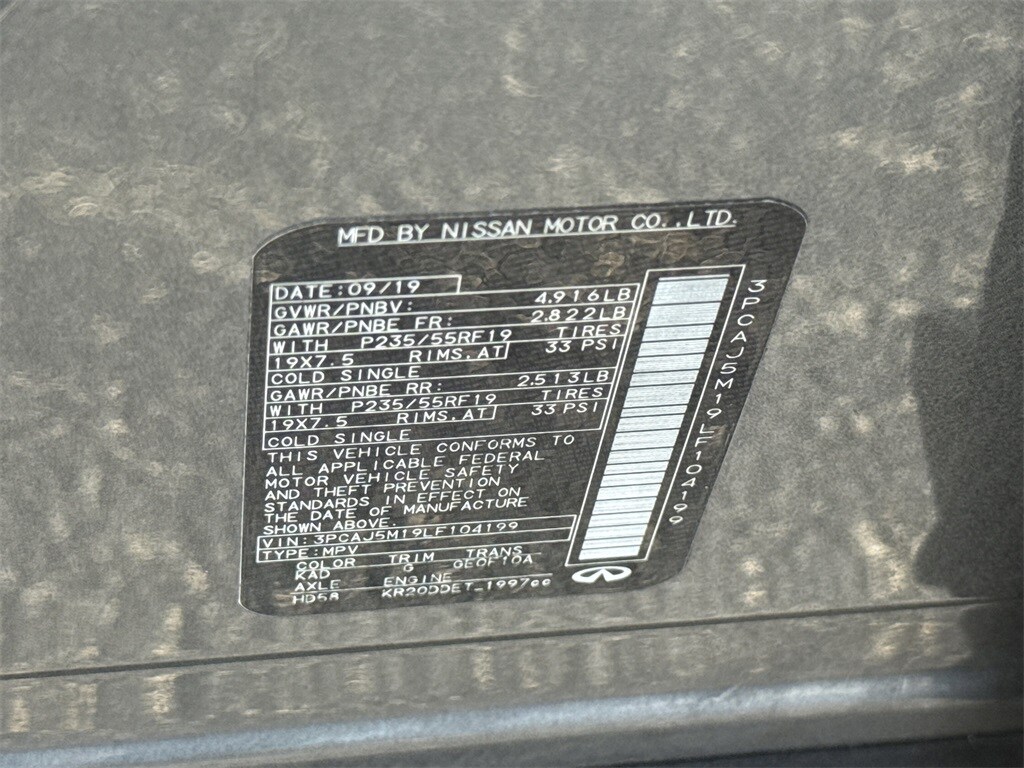 MFD BY NISSAN MOTOR CO.,LTD.
DATE:09/19
GVWR/PNBV: 4,916LB
GAWR/PNBE FR: 2,822LB
WITH P235/55RF19 TIRES
19X7.5 RIMS,AT 33 PSI
COLD SINGLE
GAWR/PNBE RR: 2,513LB
WITH P235/55RF19 TIRES
19X7.5 RIMS,AT 33 PSI
COLD SINGLE
THIS VEHICLE CONFORMS TO
ALL APPLICABLE FEDERAL
MOTOR VEHICLE SAFETY
AND THEFT PREVENTION
STANDARDS IN EFFECT ON
THE DATE OF MANUFACTURE
SHOWN ABOVE.
VIN:3PCAJ5M19LF104199
TYPE:MPV
COLOR TRIM TRANS
KAD G GE0F10A
AXLE ENGINE
HD58 KR20DDET-1997cc
3PCAJ5M19LF104199